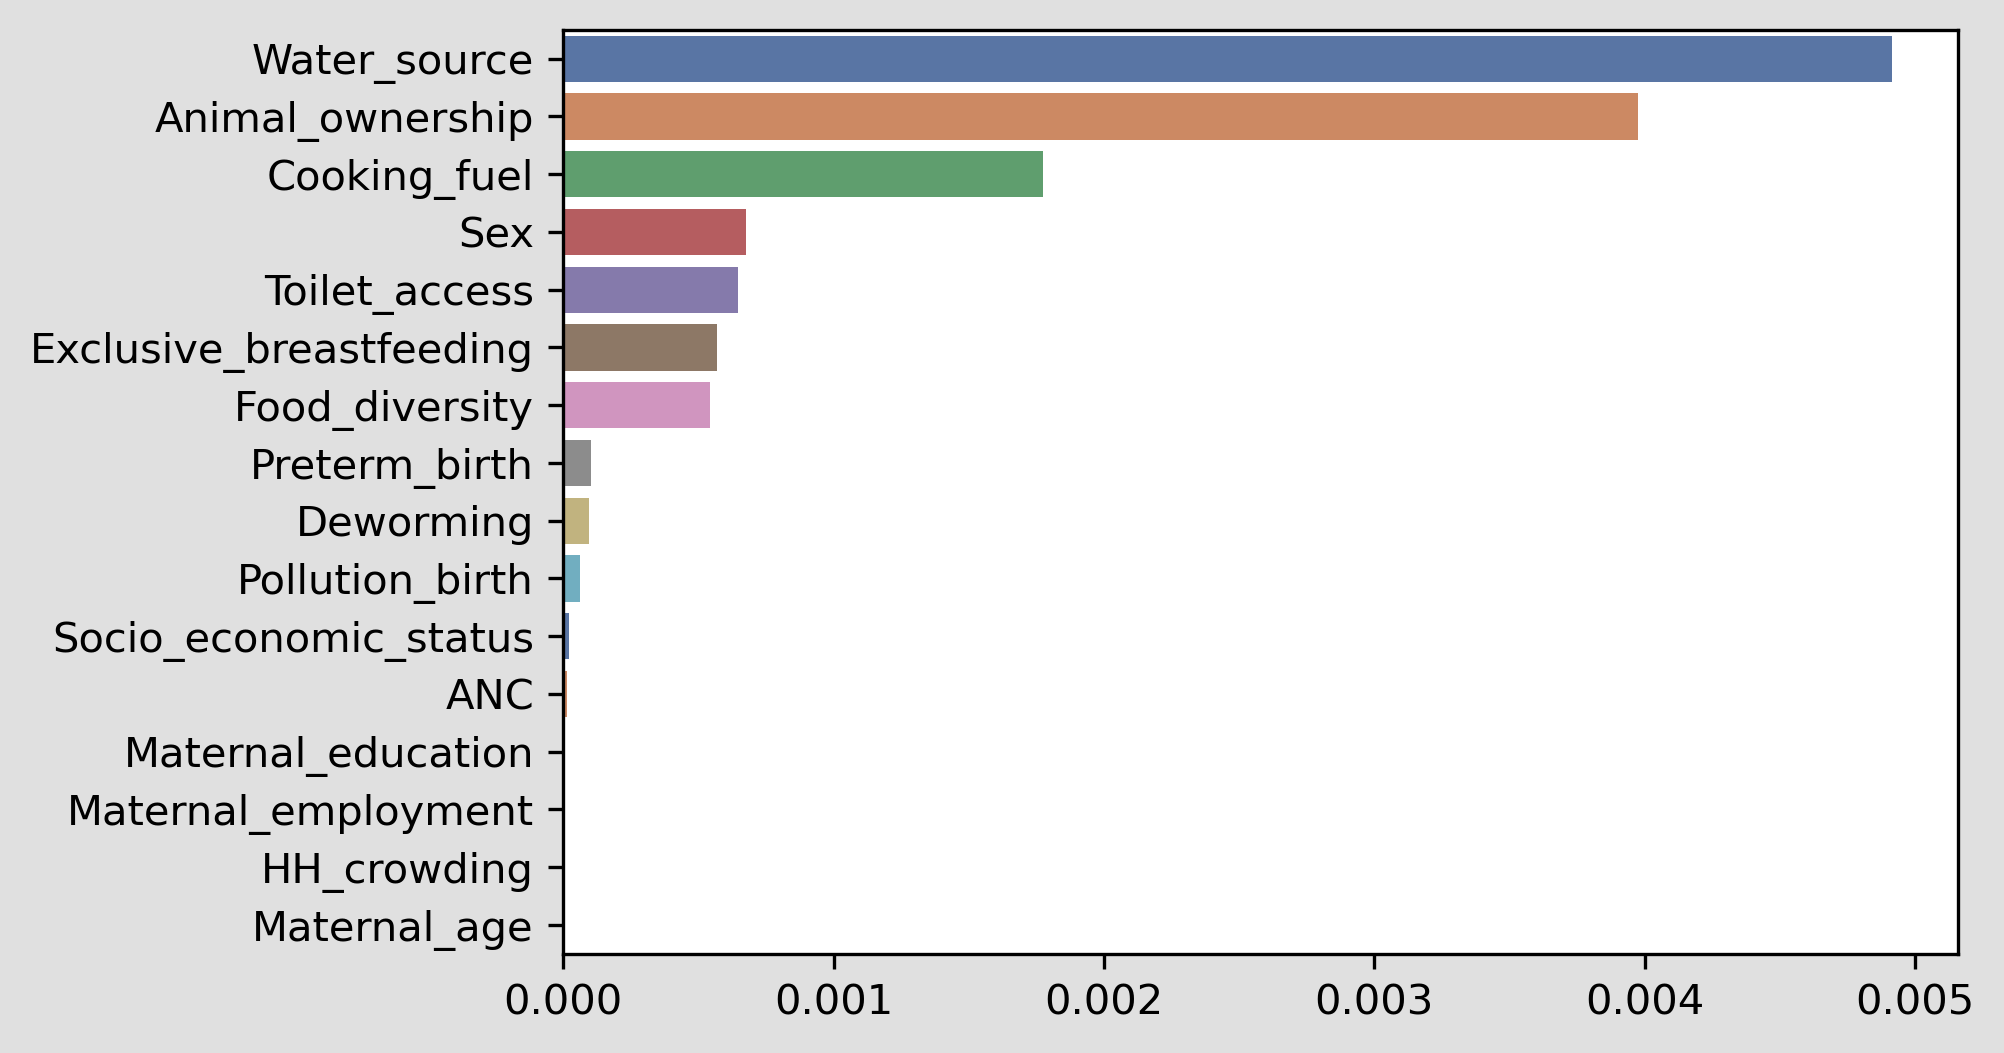 Water_source
Animal_ownership
Cooking_fuel
Sex
Toilet_access
Exclusive_breastfeeding
Food_diversity
Preterm_birth
Deworming
Pollution_birth
Socio_economic_status
ANC
Maternal_education
Maternal_employment
HH_crowding
Maternal_age
0.000 0.001 0.002 0.003 0.004 0.005